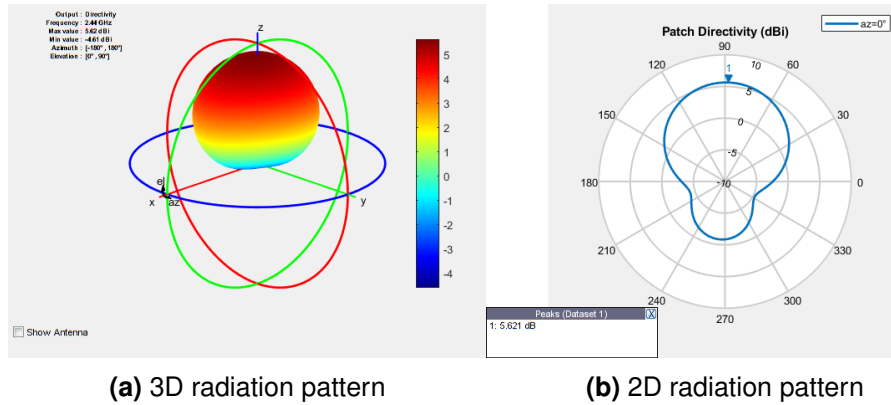 Output : Directivity
Frequency : 2.44 GHz
Max value : 5.62 dBi
Min value : -4.61 dBi
Azimuth : [-180° , 180°]
Elevation : [0° , 90°]
z
x
y
el
az
5
4
3
2
1
0
-1
-2
-3
-4
Show Antenna
(a) 3D radiation pattern
az=0°
Patch Directivity (dBi)
90
120
60
150
30
180
0
210
330
240
300
270
10
5
0
-5
-10
1
Peaks (Dataset 1) X
1: 5.621 dB
(b) 2D radiation pattern